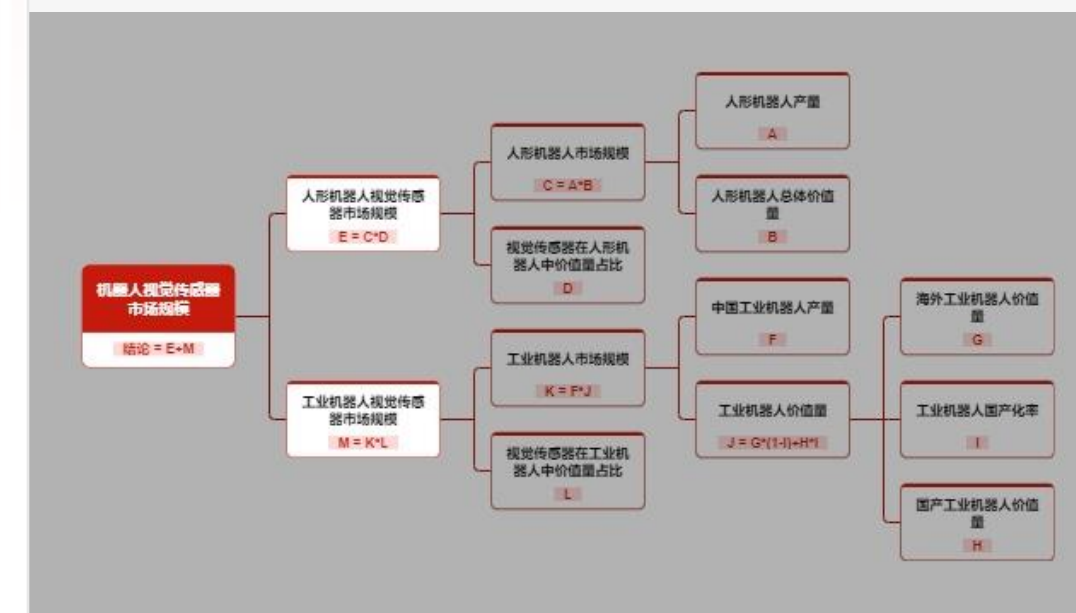 机器人视觉传感器
市场规模
结论 = E+M
人形机器人视觉传感
器市场规模
E = C*D
工业机器人视觉传感
器市场规模
M = K*L
人形机器人市场规模
C = A*B
视觉传感器在人形机
器人中价值量占比
D
工业机器人市场规模
K = F*J
视觉传感器在工业机
器人中价值量占比
L
人形机器人产量
A
人形机器人总体价值
量
B
中国工业机器人产量
F
工业机器人价值量
J = G*(1-I)+H*I
海外工业机器人价值
量
G
工业机器人国产化率
I
国产工业机器人价值
量
H